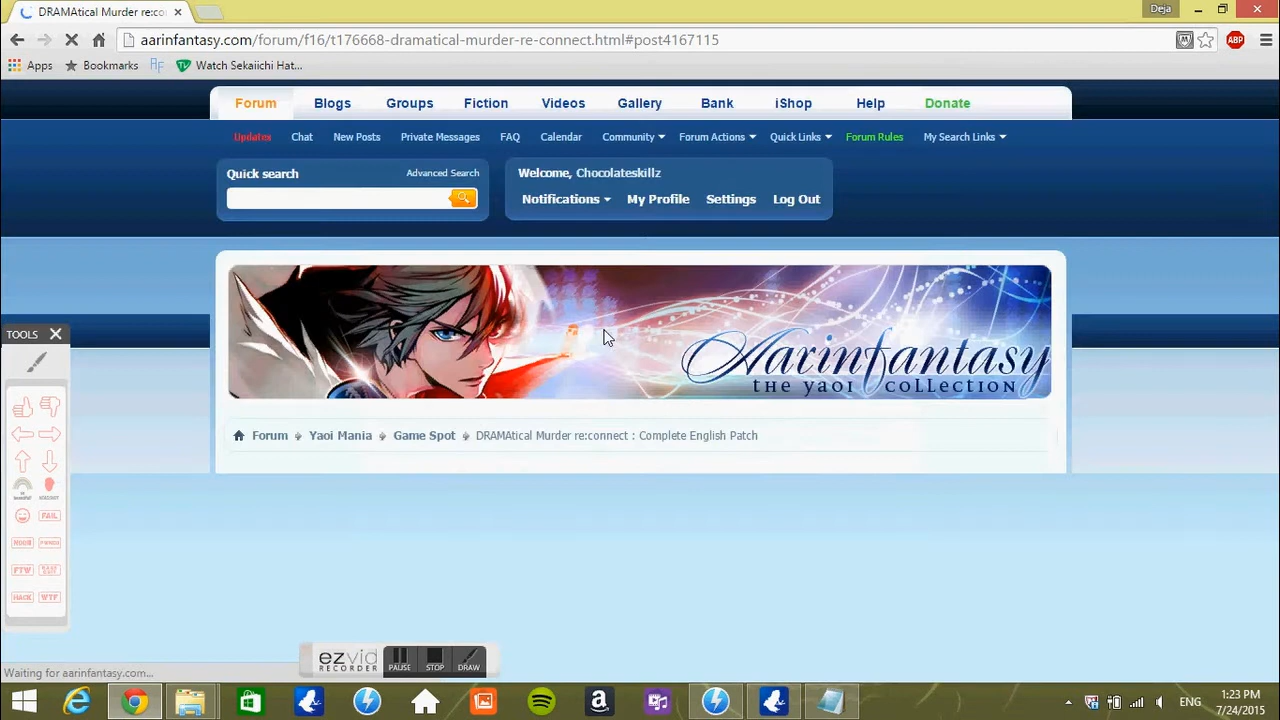 DRAMAtical Murder re:co
Deja
aarinfantasy.com/forum/f16/t176668-dramatical-murder-re-connect.html#post4167115
ABP
Apps Bookmarks AF Watch Sekaiichi Hat...
Forum Blogs Groups Fiction Videos Gallery Bank iShop Help Donate
Updates Chat New Posts Private Messages FAQ Calendar Community Forum Actions Quick Links Forum Rules My Search Links
Quick search Advanced Search
Welcome, Chocolateskillz
Notifications My Profile Settings Log Out
Aarinfantasy
THE YAOI COLLECTION
Forum Yaoi Mania Game Spot DRAMAtical Murder re:connect : Complete English Patch
TOOLS
FAIL
FTW
HACK WTF
ezvid
RECORDER
PAUSE STOP DRAW
Waiting for aarinfantasy.com...
ENG
1:23 PM
7/24/2015